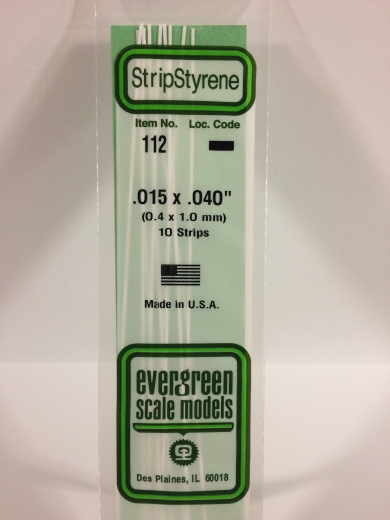 StripStyrene
Item No. Loc. Code
112
.015 x .040"
(0.4 x 1.0 mm)
10 Strips
Made in U.S.A.
evergreen
scale models
Des Plaines, IL 60018